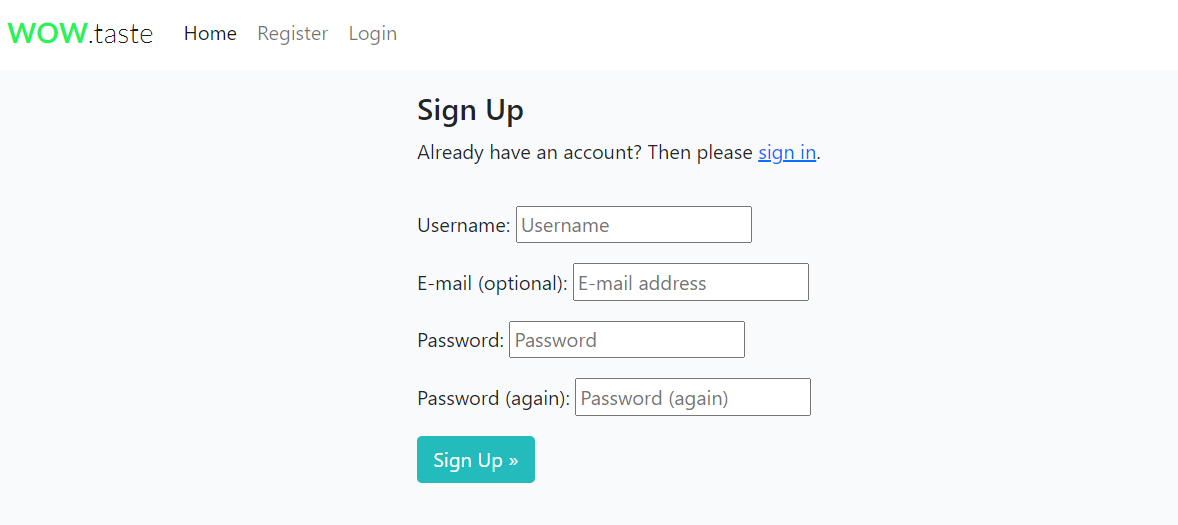 WOW.taste Home Register Login
Sign Up
Already have an account? Then please sign in.
Username: Username
E-mail (optional): E-mail address
Password: Password
Password (again): Password (again)
Sign Up »